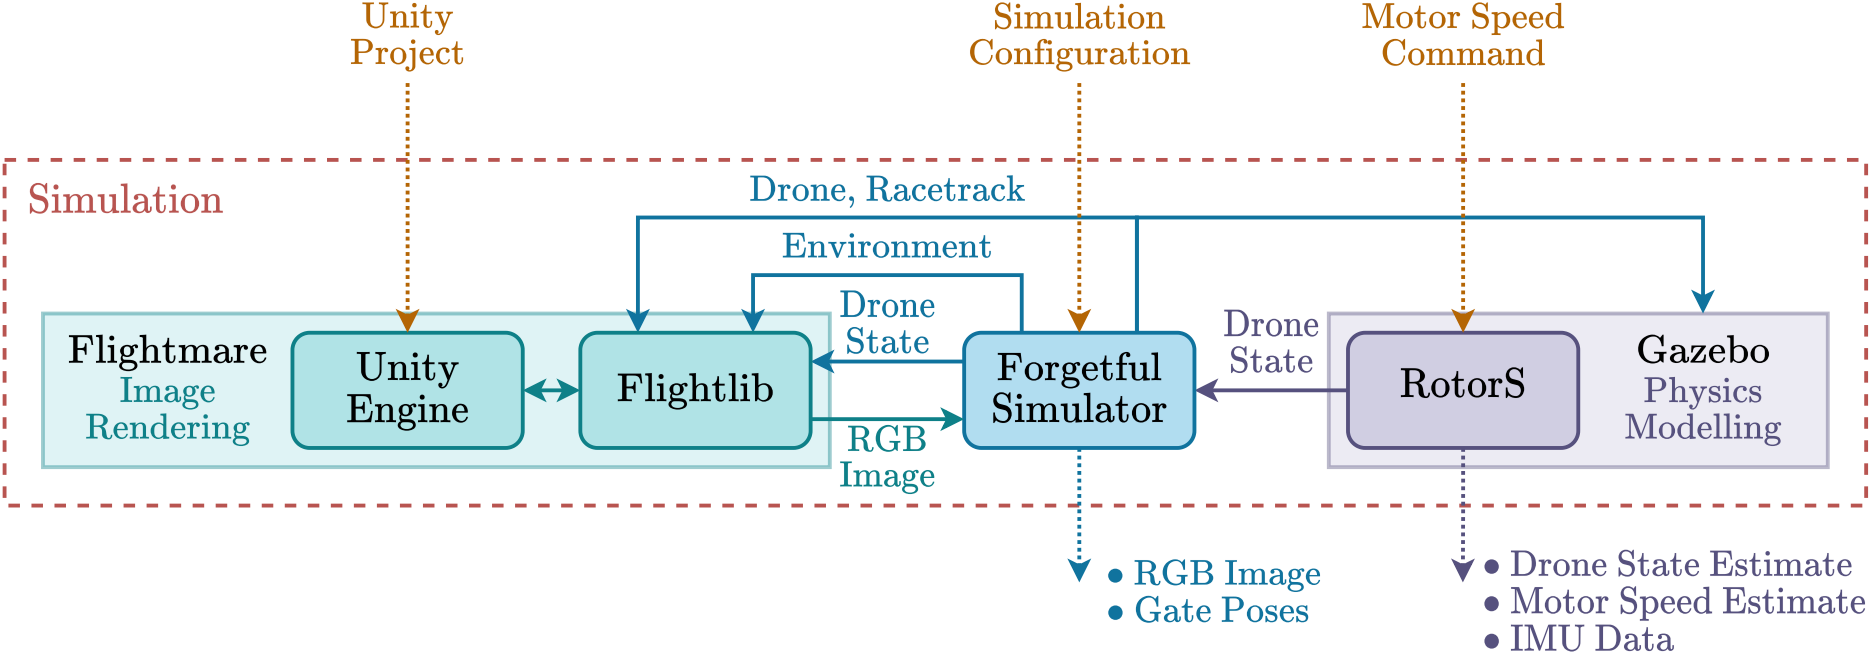 Unity
Project
Simulation
Configuration
Motor Speed
Command
Simulation
Drone, Racetrack
Environment
Drone
State
Drone
State
Flightmare
Image
Rendering
Unity
Engine
Flightlib
Forgetful
Simulator
RotorS
Gazebo
Physics
Modelling
RGB
Image
• RGB Image
• Gate Poses
• Drone State Estimate
• Motor Speed Estimate
• IMU Data